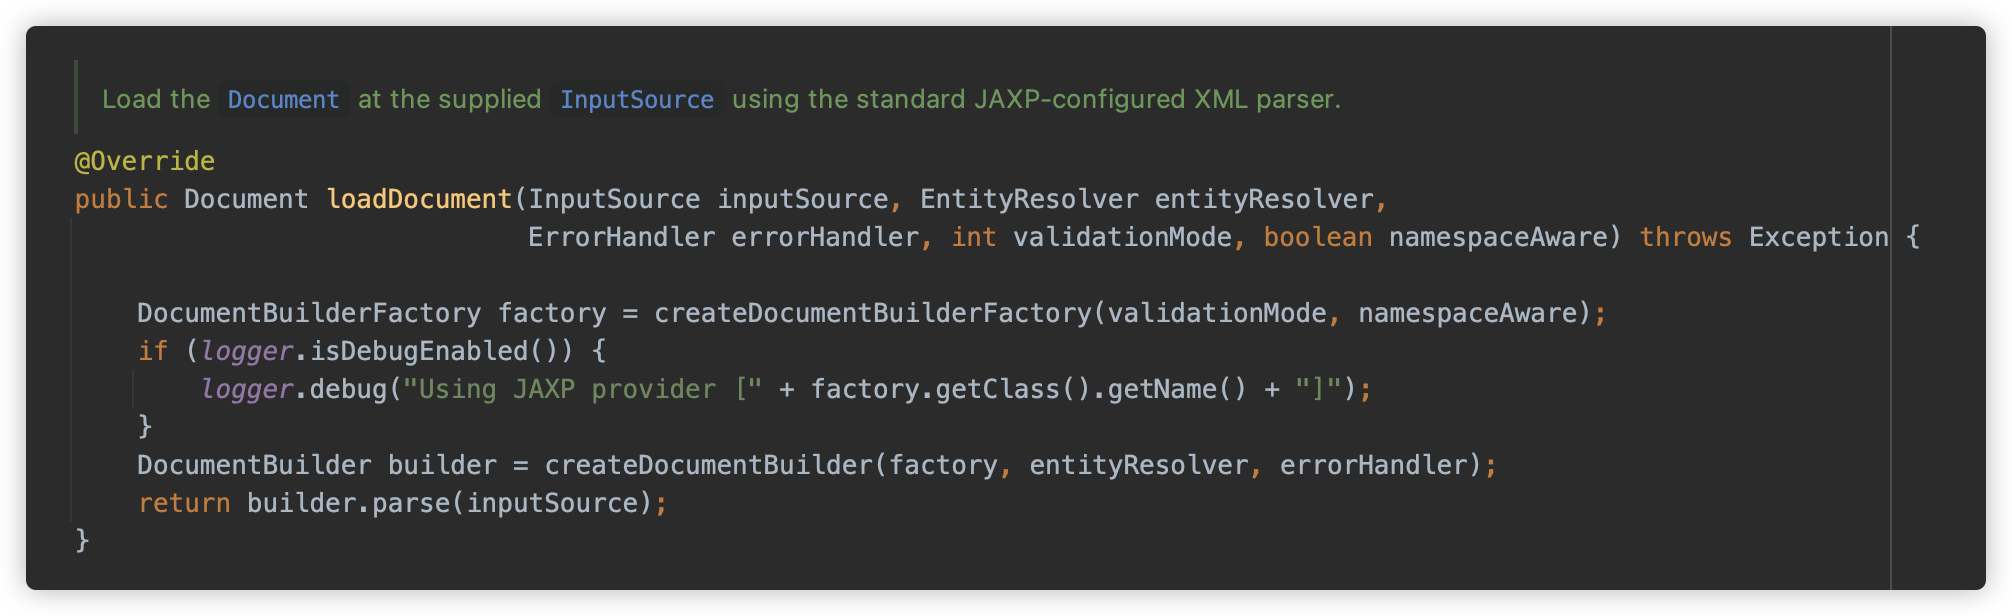 Load the Document at the supplied InputSource using the standard JAXP-configured XML parser.
@Override
public Document loadDocument(InputSource inputSource, EntityResolver entityResolver,
ErrorHandler errorHandler, int validationMode, boolean namespaceAware) throws Exception {
DocumentBuilderFactory factory = createDocumentBuilderFactory(validationMode, namespaceAware);
if (logger.isDebugEnabled()) {
logger.debug("Using JAXP provider [" + factory.getClass().getName() + "]");
}
DocumentBuilder builder = createDocumentBuilder(factory, entityResolver, errorHandler);
return builder.parse(inputSource);
}